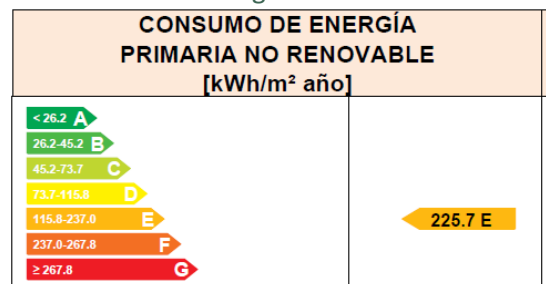 CONSUMO DE ENERGÍA
PRIMARIA NO RENOVABLE
[kWh/m² año]
< 26.2 A
26.2-45.2 B
45.2-73.7 C
73.7-115.8 D
115.8-237.0 E
225.7 E
237.0-267.8 F
≥ 267.8 G